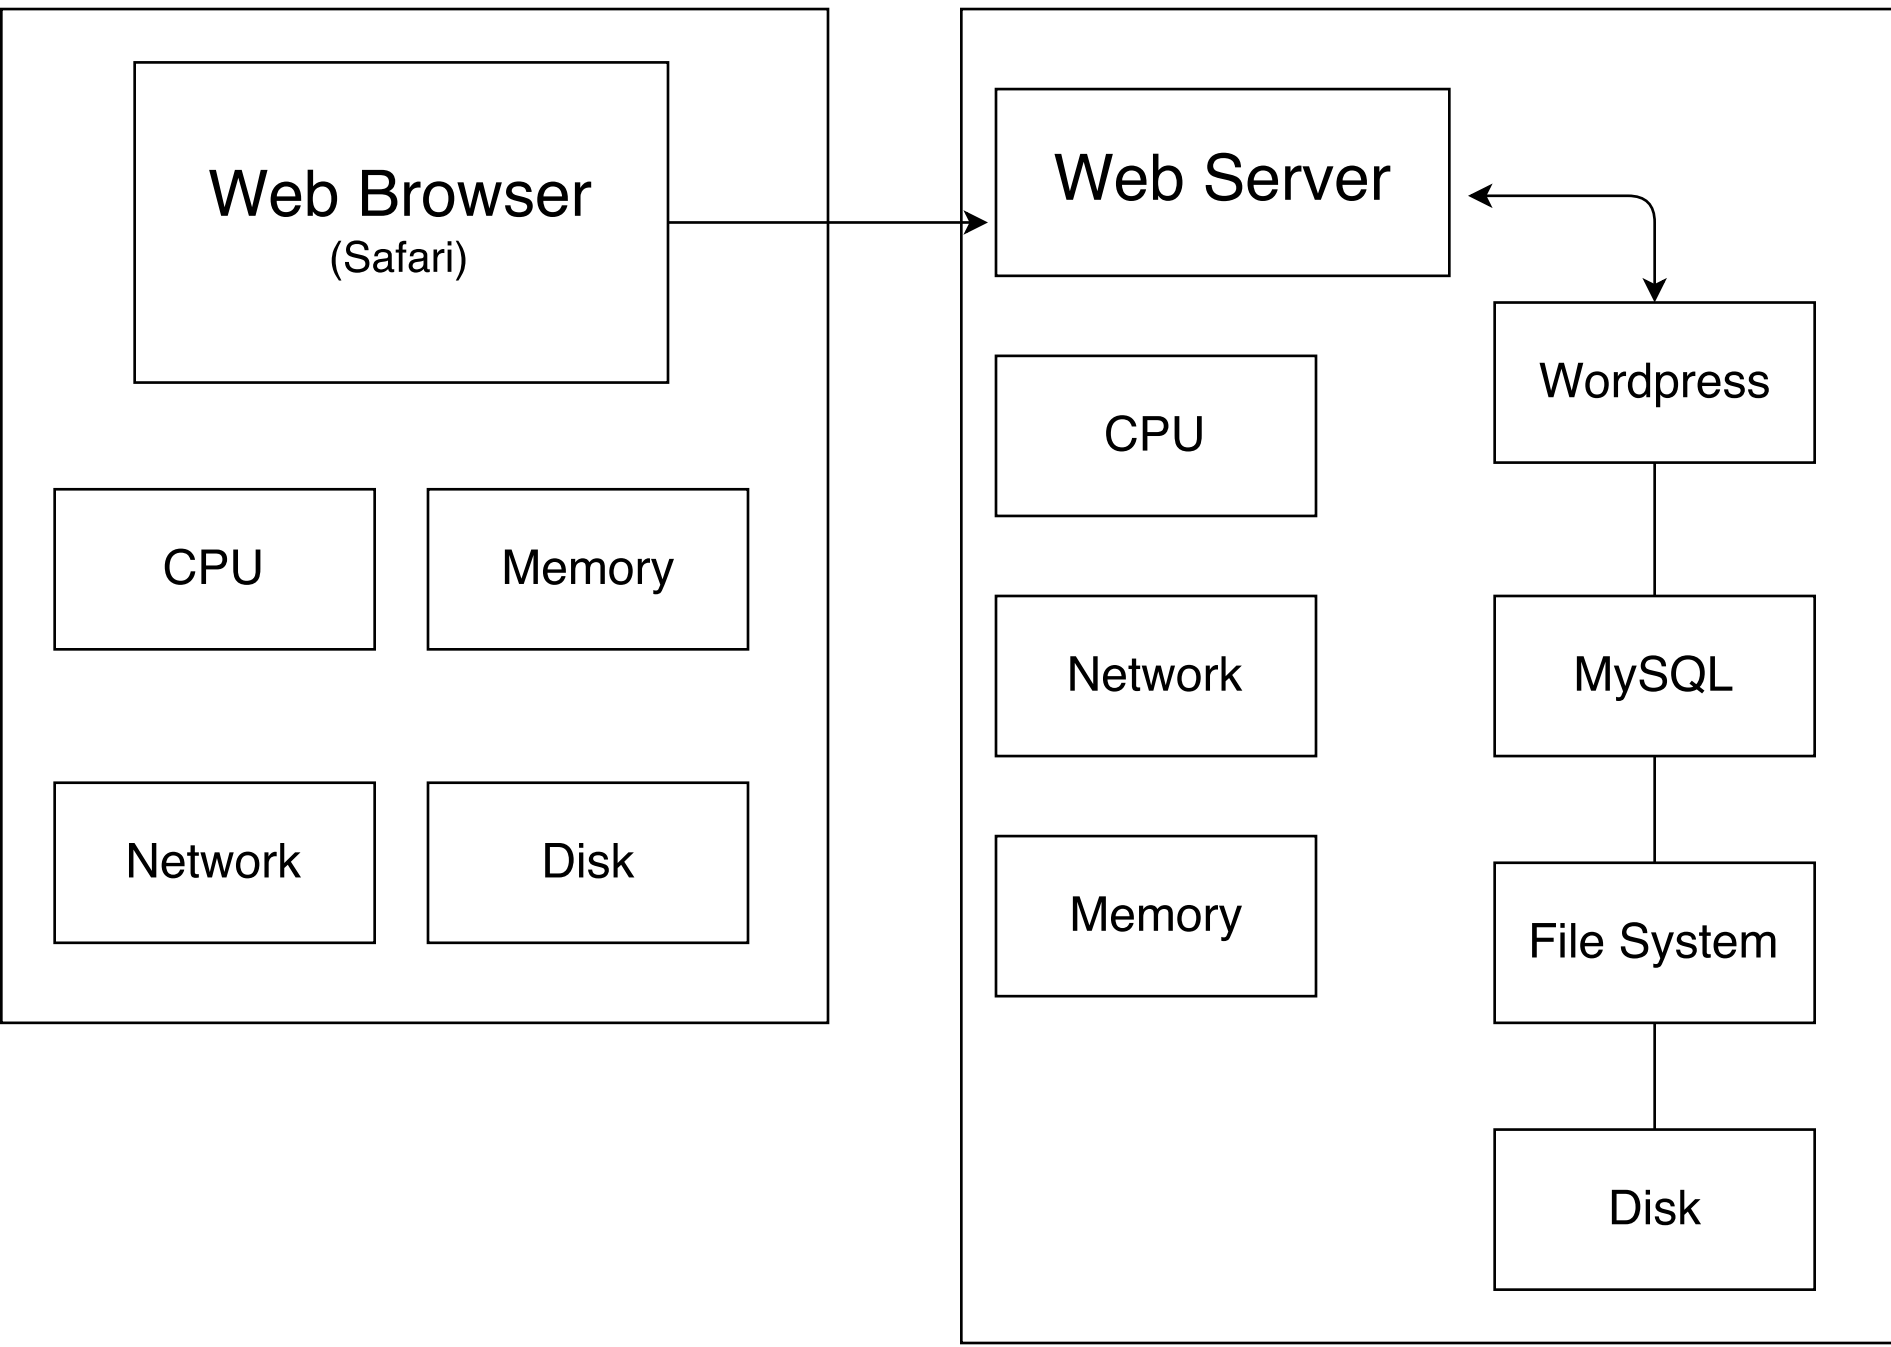 Web Browser
(Safari)
CPU
Memory
Network
Disk
Web Server
CPU
Network
Memory
Wordpress
MySQL
File System
Disk